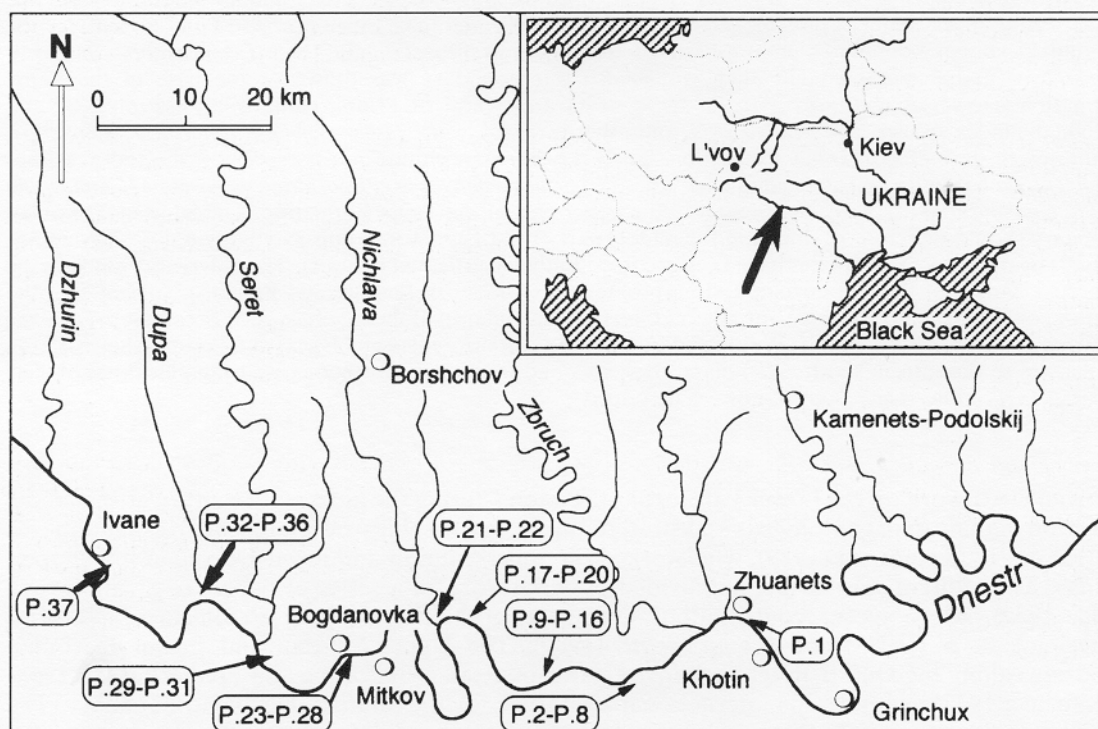 N
0 10 20 km
L'vov
Kiev
UKRAINE
Black Sea
Dzhurin
Dupa
Seret
Nichlava
Borshchov
Zbruch
Kamenets-Podolskij
Ivane
P.32-P.36
P.21-P.22
P.17-P.20
P.9-P.16
Zhuanets
Dnestr
P.37
Bogdanovka
P.1
P.29-P.31
Mitkov
Khotin
P.23-P.28
P.2-P.8
Grinchux